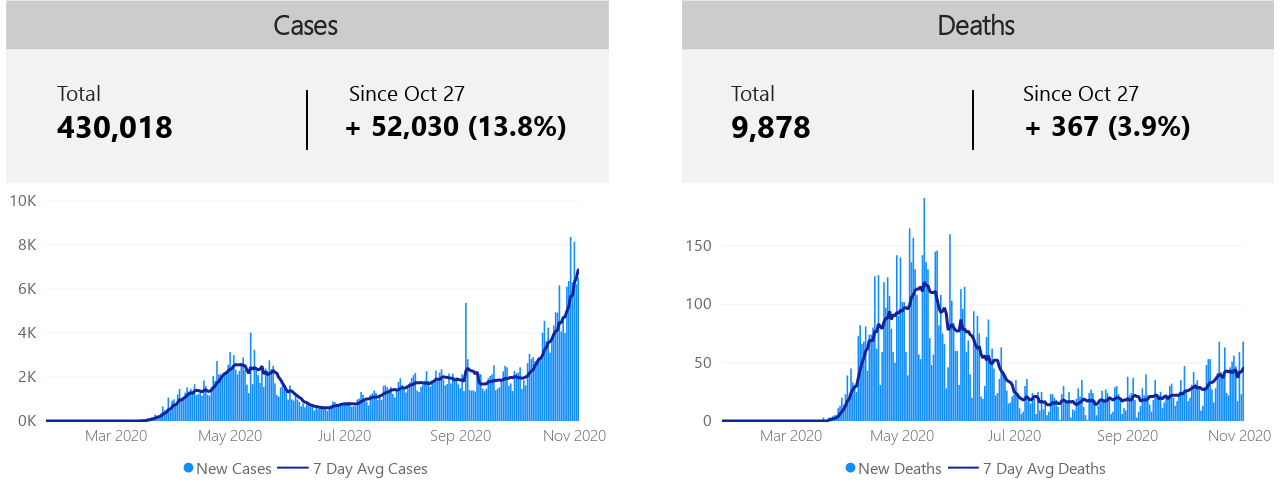 Cases
Total
430,018
Since Oct 27
+ 52,030 (13.8%)
10K
8K
6K
4K
2K
0K
Mar 2020 May 2020 Jul 2020 Sep 2020 Nov 2020
New Cases 7 Day Avg Cases
Deaths
Total
9,878
Since Oct 27
+ 367 (3.9%)
150
100
50
0
Mar 2020 May 2020 Jul 2020 Sep 2020 Nov 2020
New Deaths 7 Day Avg Deaths